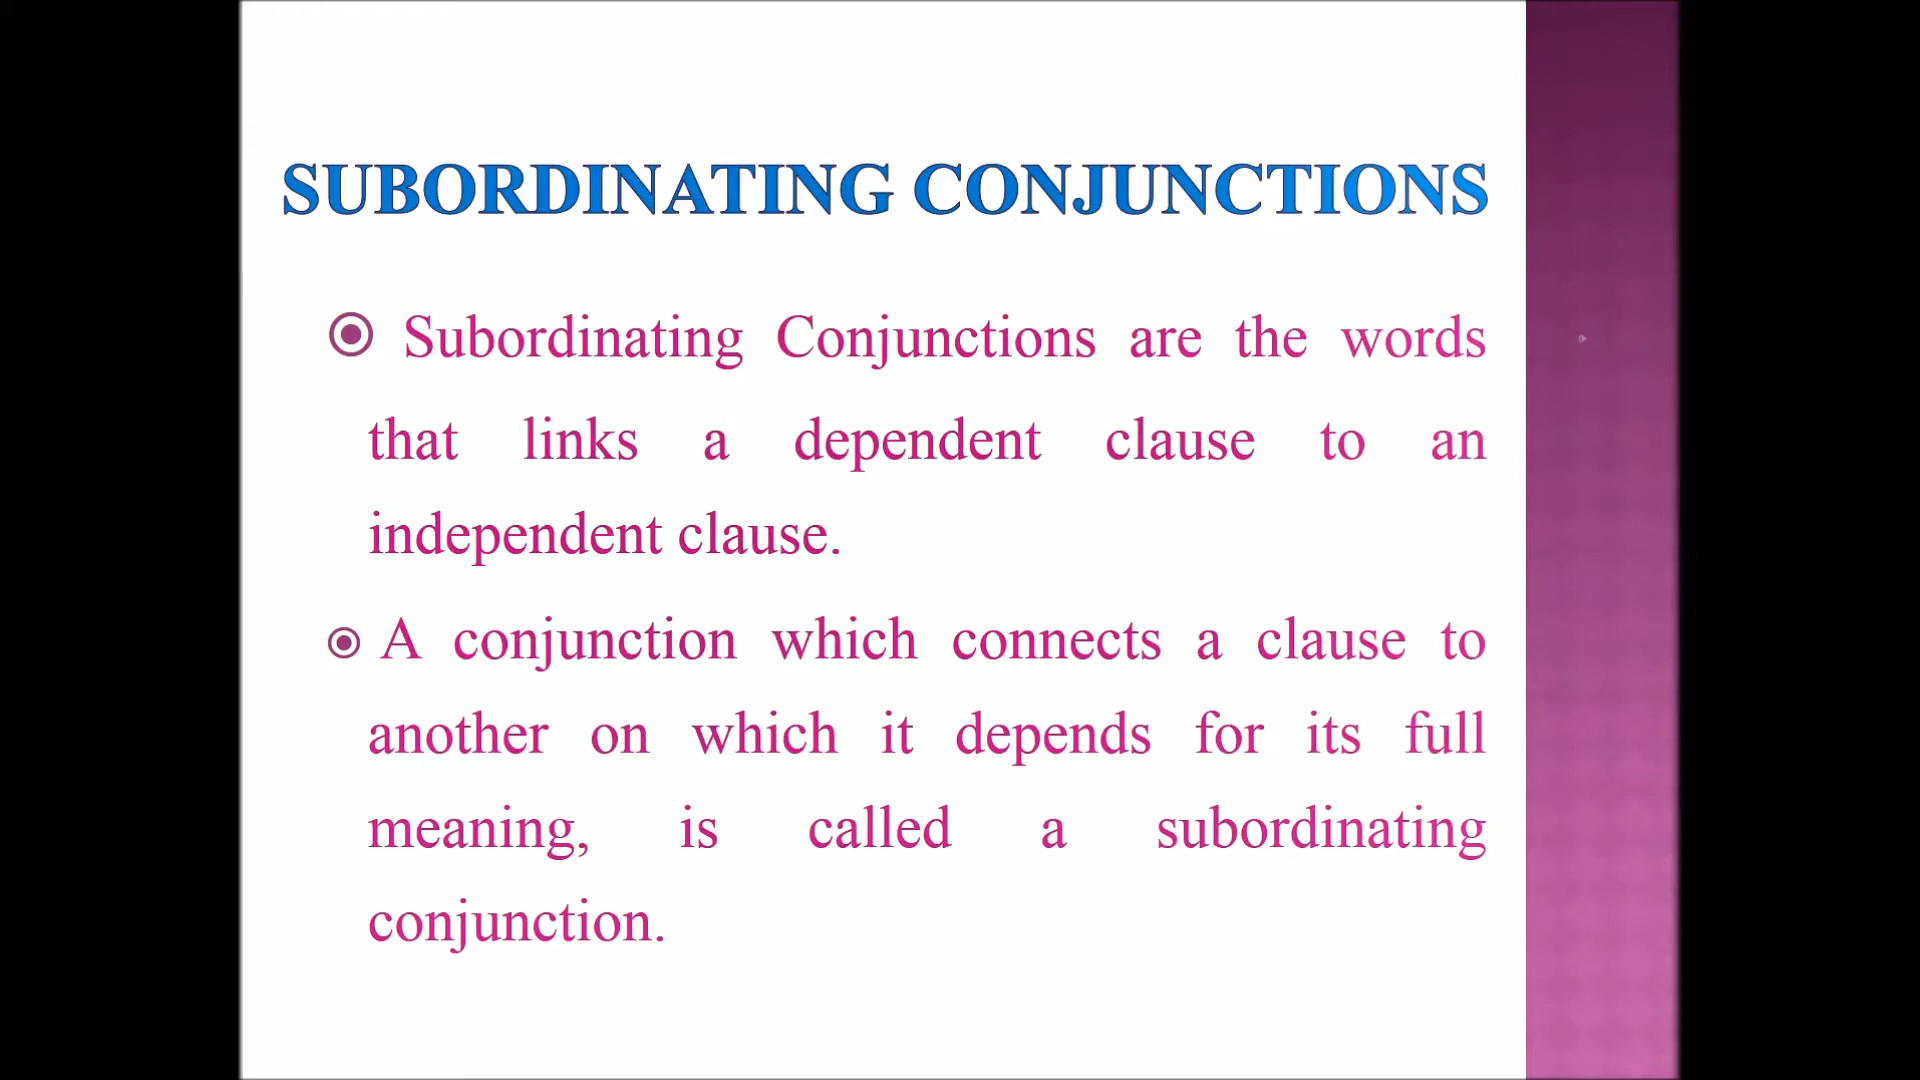 SUBORDINATING CONJUNCTIONS
Subordinating Conjunctions are the words
that links a dependent clause to an
independent clause.
A conjunction which connects a clause to
another on which it depends for its full
meaning, is called a subordinating
conjunction.